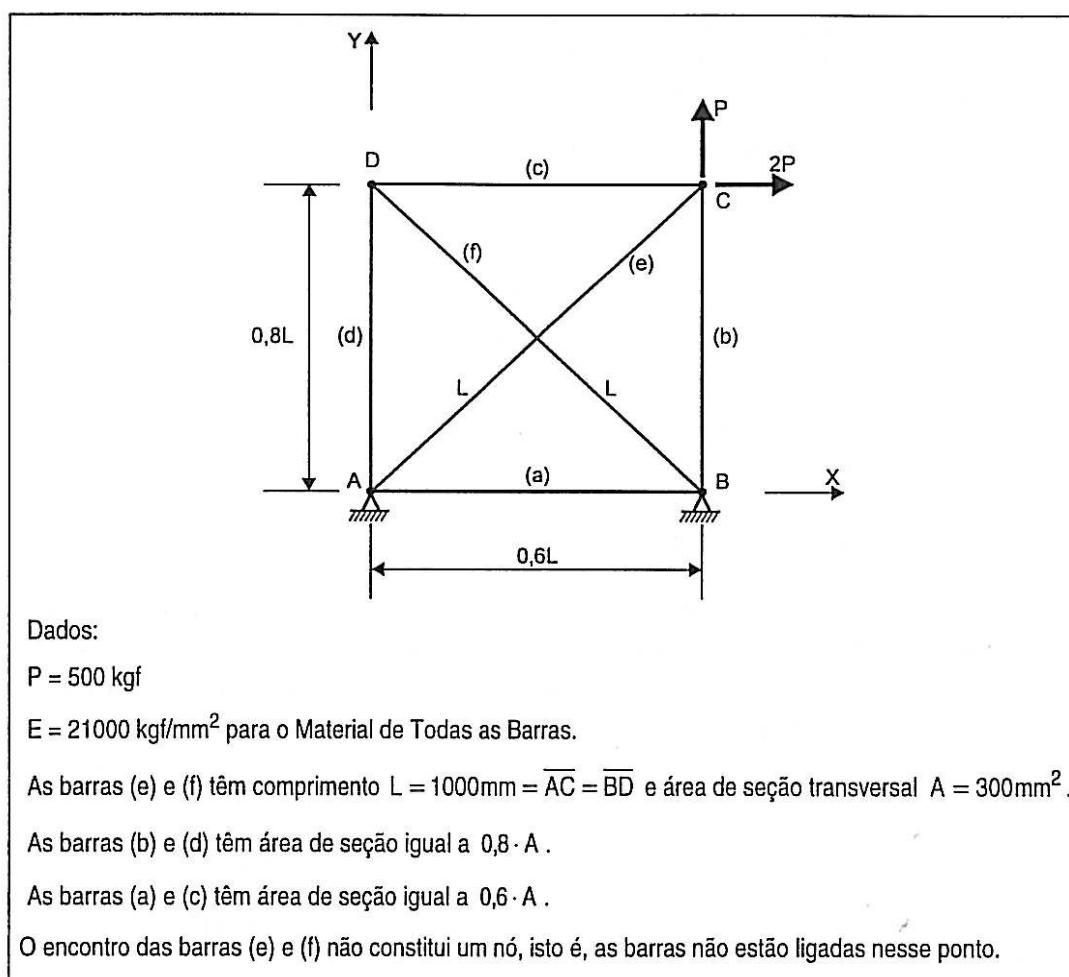 Y
P
D
(c)
2P
C
(f)
(e)
0,8L
(d)
(b)
L
L
A
(a)
B
X
0,6L
Dados:
P = 500 kgf
E = 21000 kgf/mm² para o Material de Todas as Barras.
As barras (e) e (f) têm comprimento L = 1000mm = A̅C̅ = B̅D̅ e área de seção transversal A = 300mm².
As barras (b) e (d) têm área de seção igual a 0,8 · A .
As barras (a) e (c) têm área de seção igual a 0,6 · A .
O encontro das barras (e) e (f) não constitui um nó, isto é, as barras não estão ligadas nesse ponto.